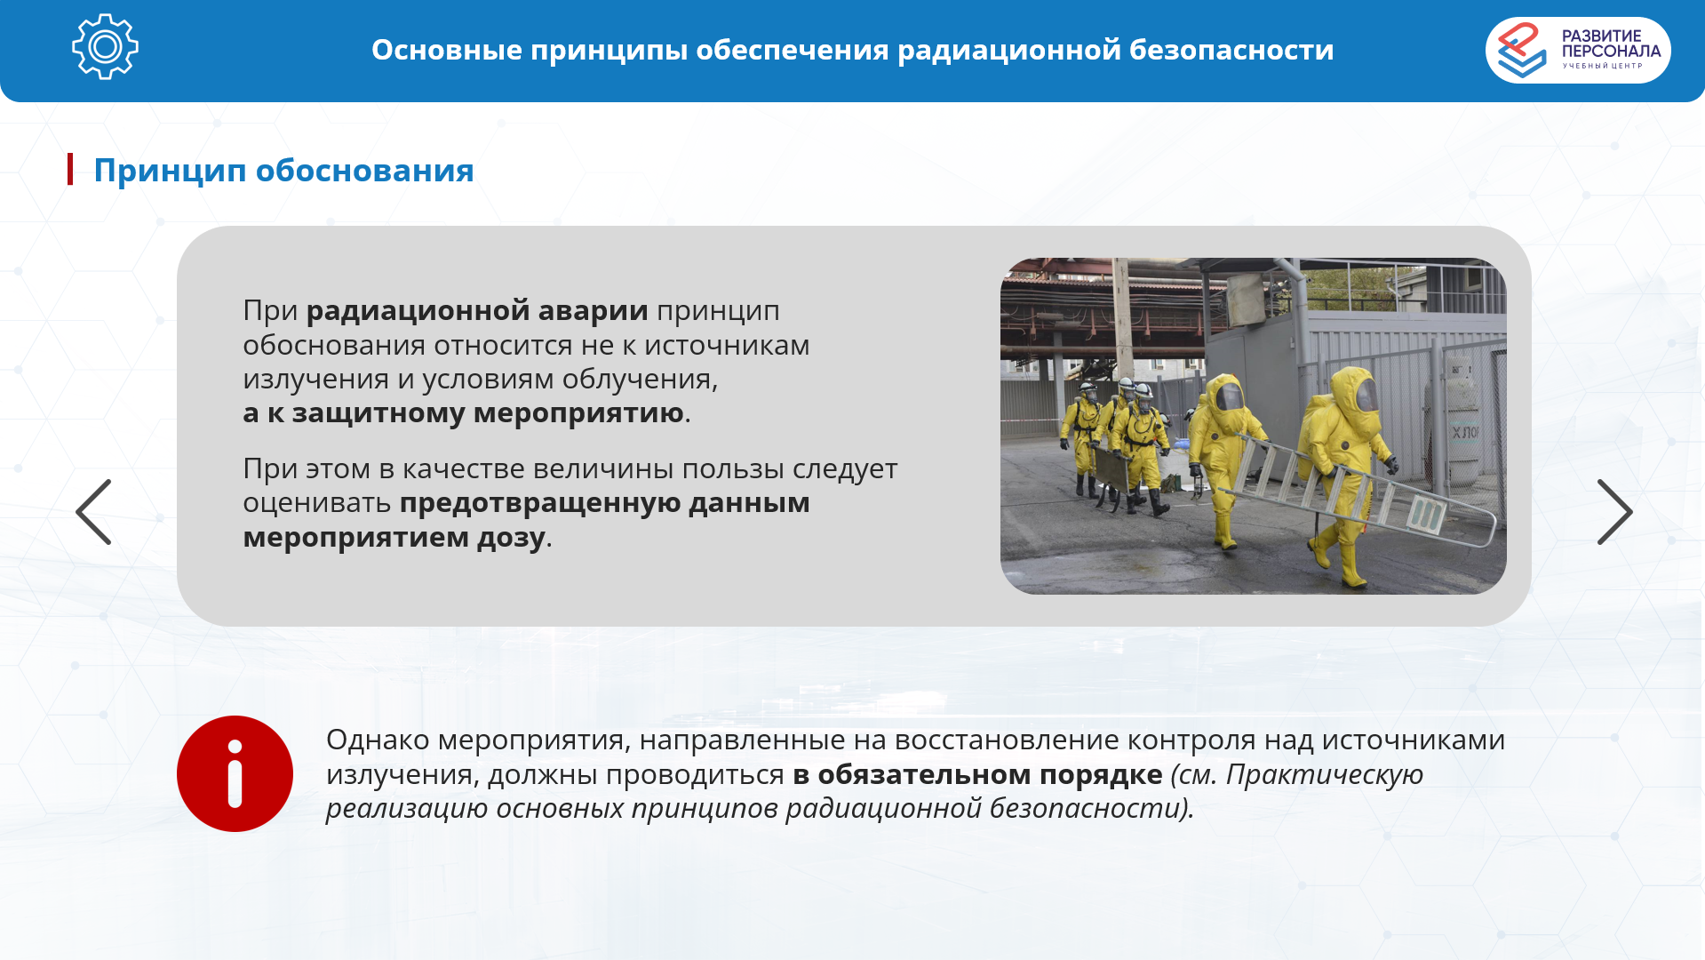 Основные принципы обеспечения радиационной безопасности
РАЗВИТИЕ
ПЕРСОНАЛА
УЧЕБНЫЙ ЦЕНТР
Принцип обоснования
При радиационной аварии принцип
обоснования относится не к источникам
излучения и условиям облучения,
а к защитному мероприятию.
При этом в качестве величины пользы следует
оценивать предотвращенную данным
мероприятием дозу.
ХЛОР
Однако мероприятия, направленные на восстановление контроля над источниками
излучения, должны проводиться в обязательном порядке (см. Практическую
реализацию основных принципов радиационной безопасности).